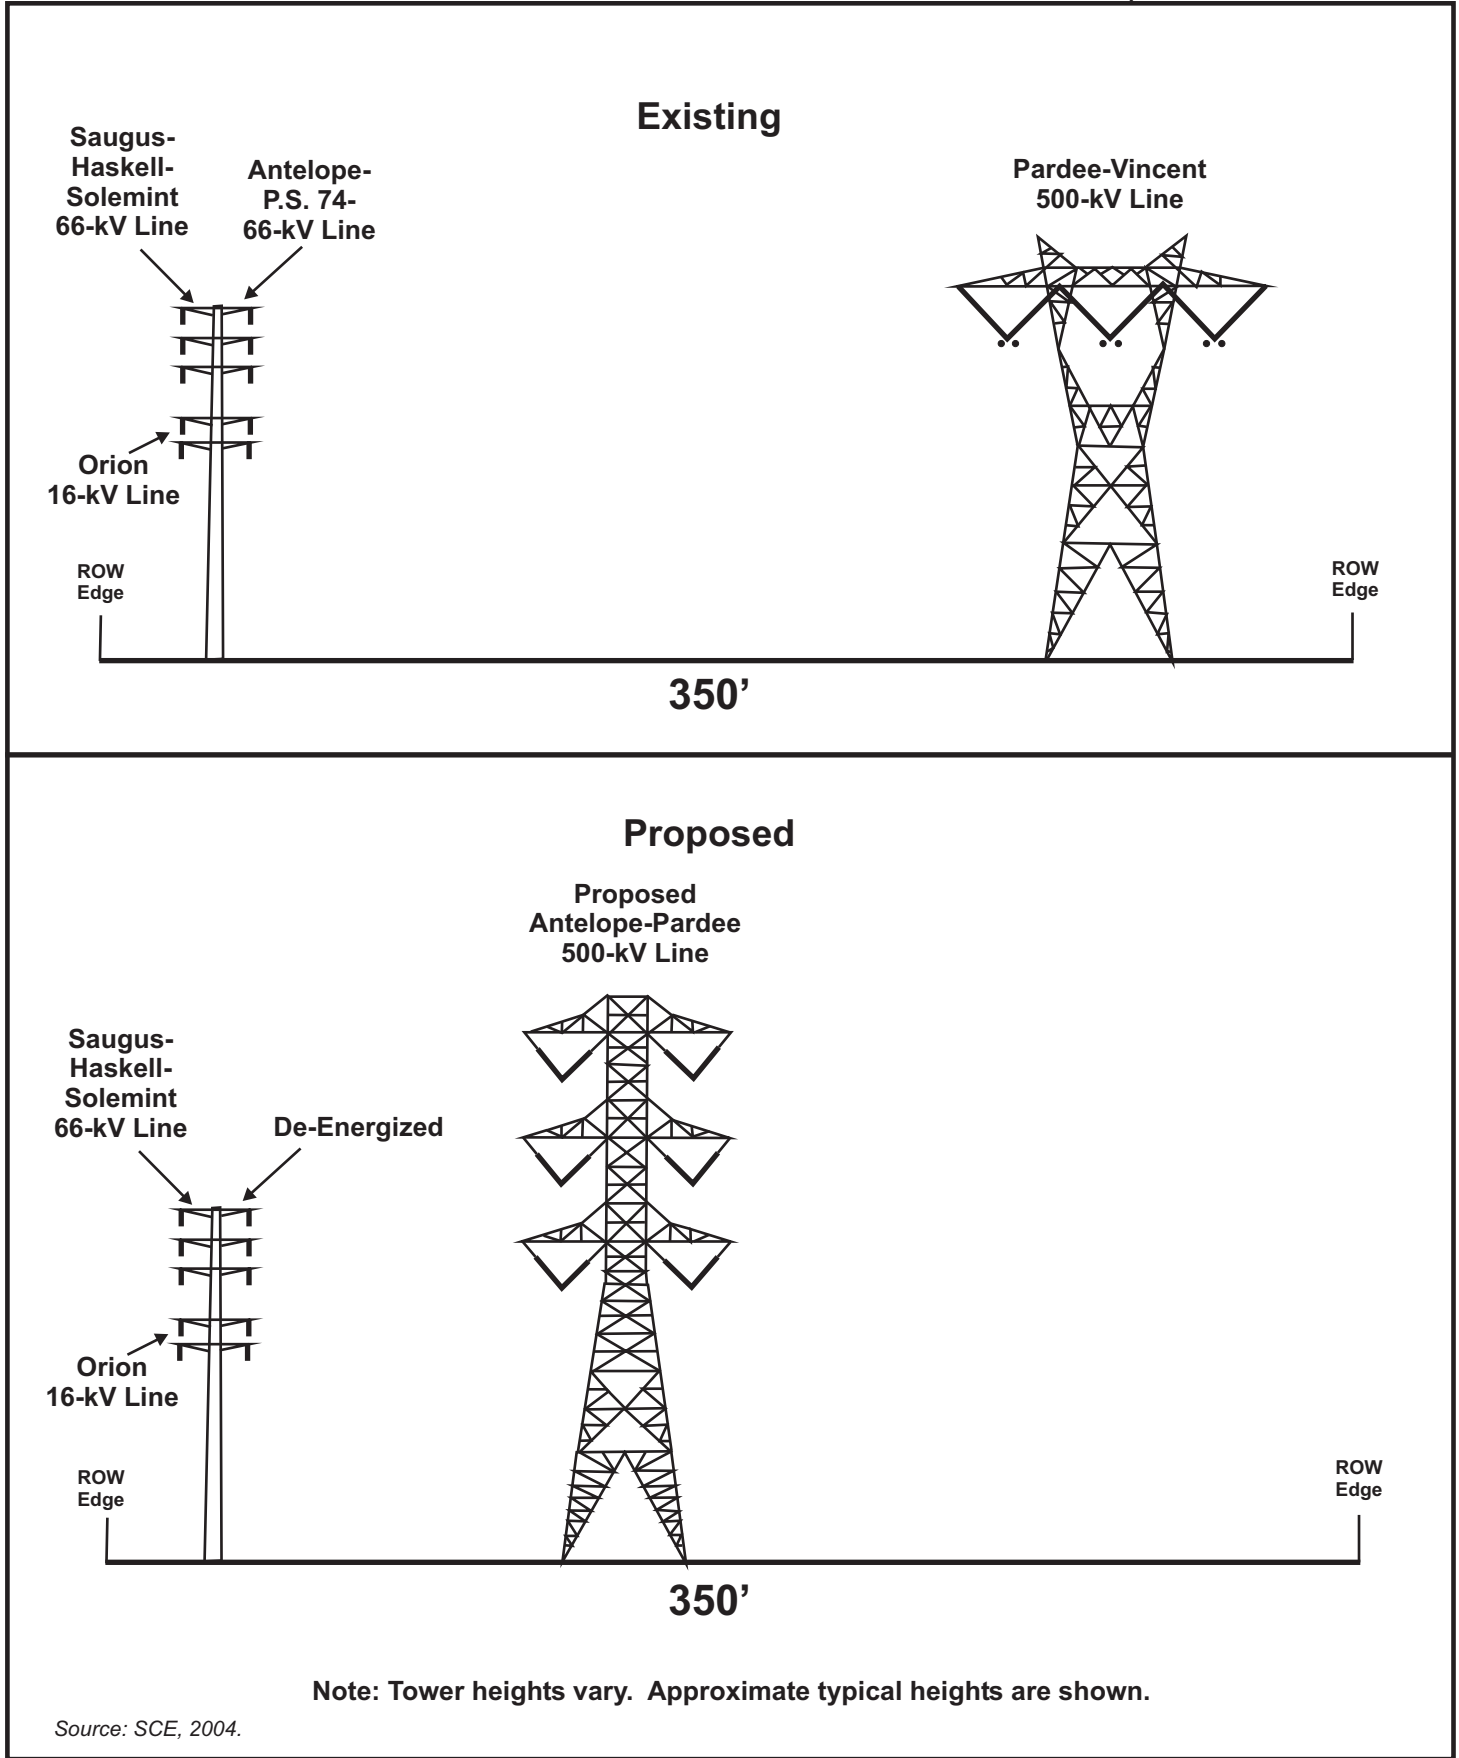 Existing
Saugus-
Haskell-
Solemint
66-kV Line
Antelope-
P.S. 74-
66-kV Line
Pardee-Vincent
500-kV Line
Orion
16-kV Line
ROW
Edge
ROW
Edge
350’
Proposed
Proposed
Antelope-Pardee
500-kV Line
Saugus-
Haskell-
Solemint
66-kV Line
De-Energized
Orion
16-kV Line
ROW
Edge
ROW
Edge
350’
Note: Tower heights vary.  Approximate typical heights are shown.
Source: SCE, 2004.